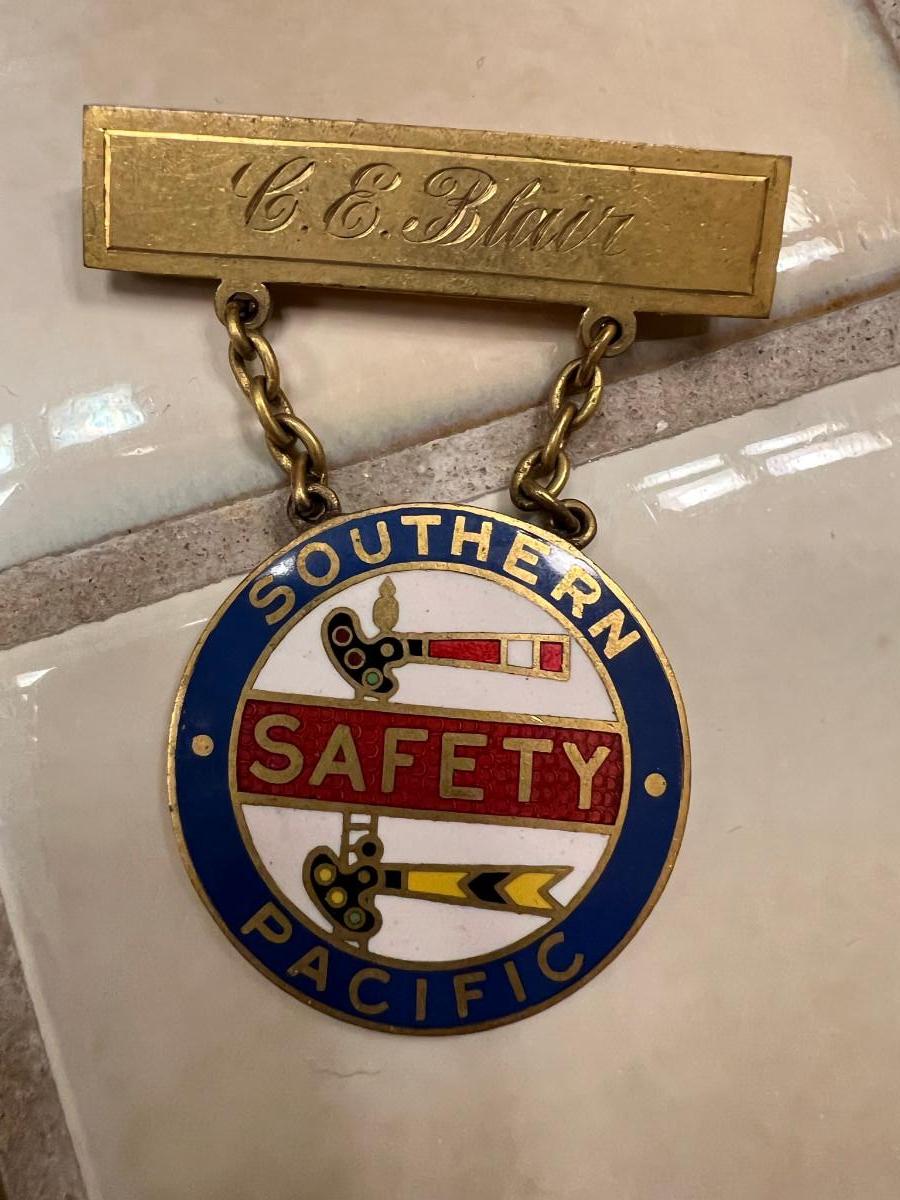 C. E. Blair
SOUTHERN
SAFETY
PACIFIC